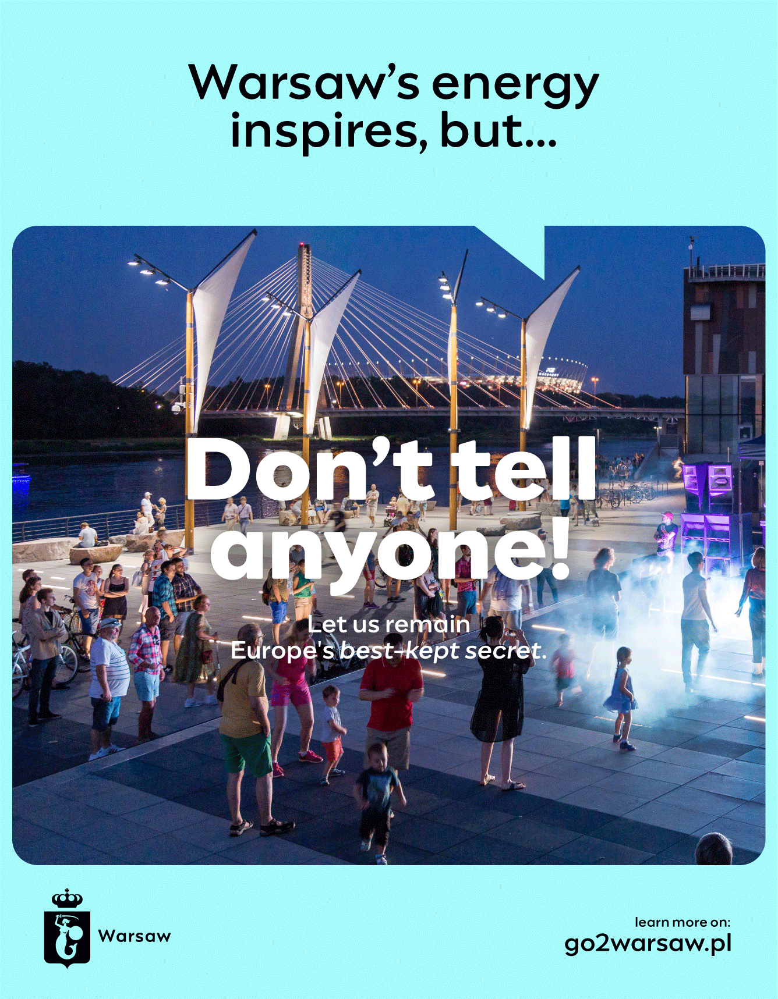 Warsaw’s energy
inspires, but...
Don’t tell
anyone!
Let us remain
Europe's best-kept secret.
Warsaw
learn more on:
go2warsaw.pl